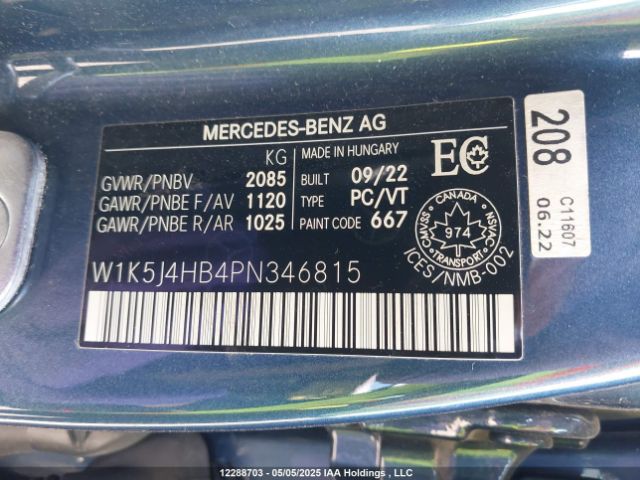 MERCEDES-BENZ AG
KG
GVWR/PNBV 2085
GAWR/PNBE F/AV 1120
GAWR/PNBE R/AR 1025
MADE IN HUNGARY
BUILT 09/22
TYPE PC/VT
PAINT CODE 667
EC
CANADA
CMVSS NSVAC
974
TRANSPORT
ICES/NMB-002
W1K5J4HB4PN346815
208
C11607
06.22
12288703 - 05/05/2025 IAA Holdings , LLC